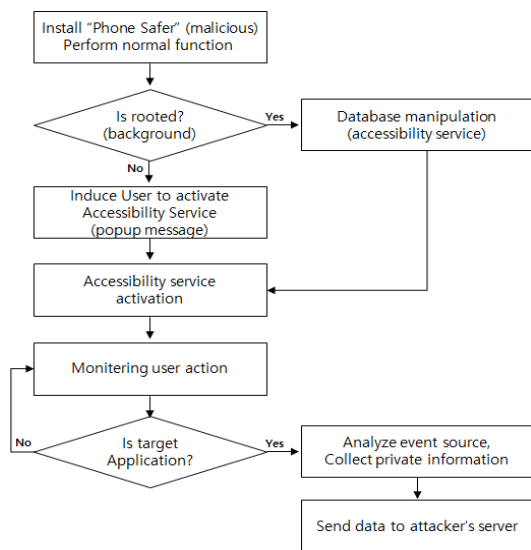 Install “Phone Safer” (malicious)
Perform normal function
Is rooted?
(background)
Yes
Database manipulation
(accessibility service)
No
Induce User to activate
Accessibility Service
(popup message)
Accessibility service
activation
Monitering user action
No
Is target
Application?
Yes
Analyze event source,
Collect private information
Send data to attacker's server